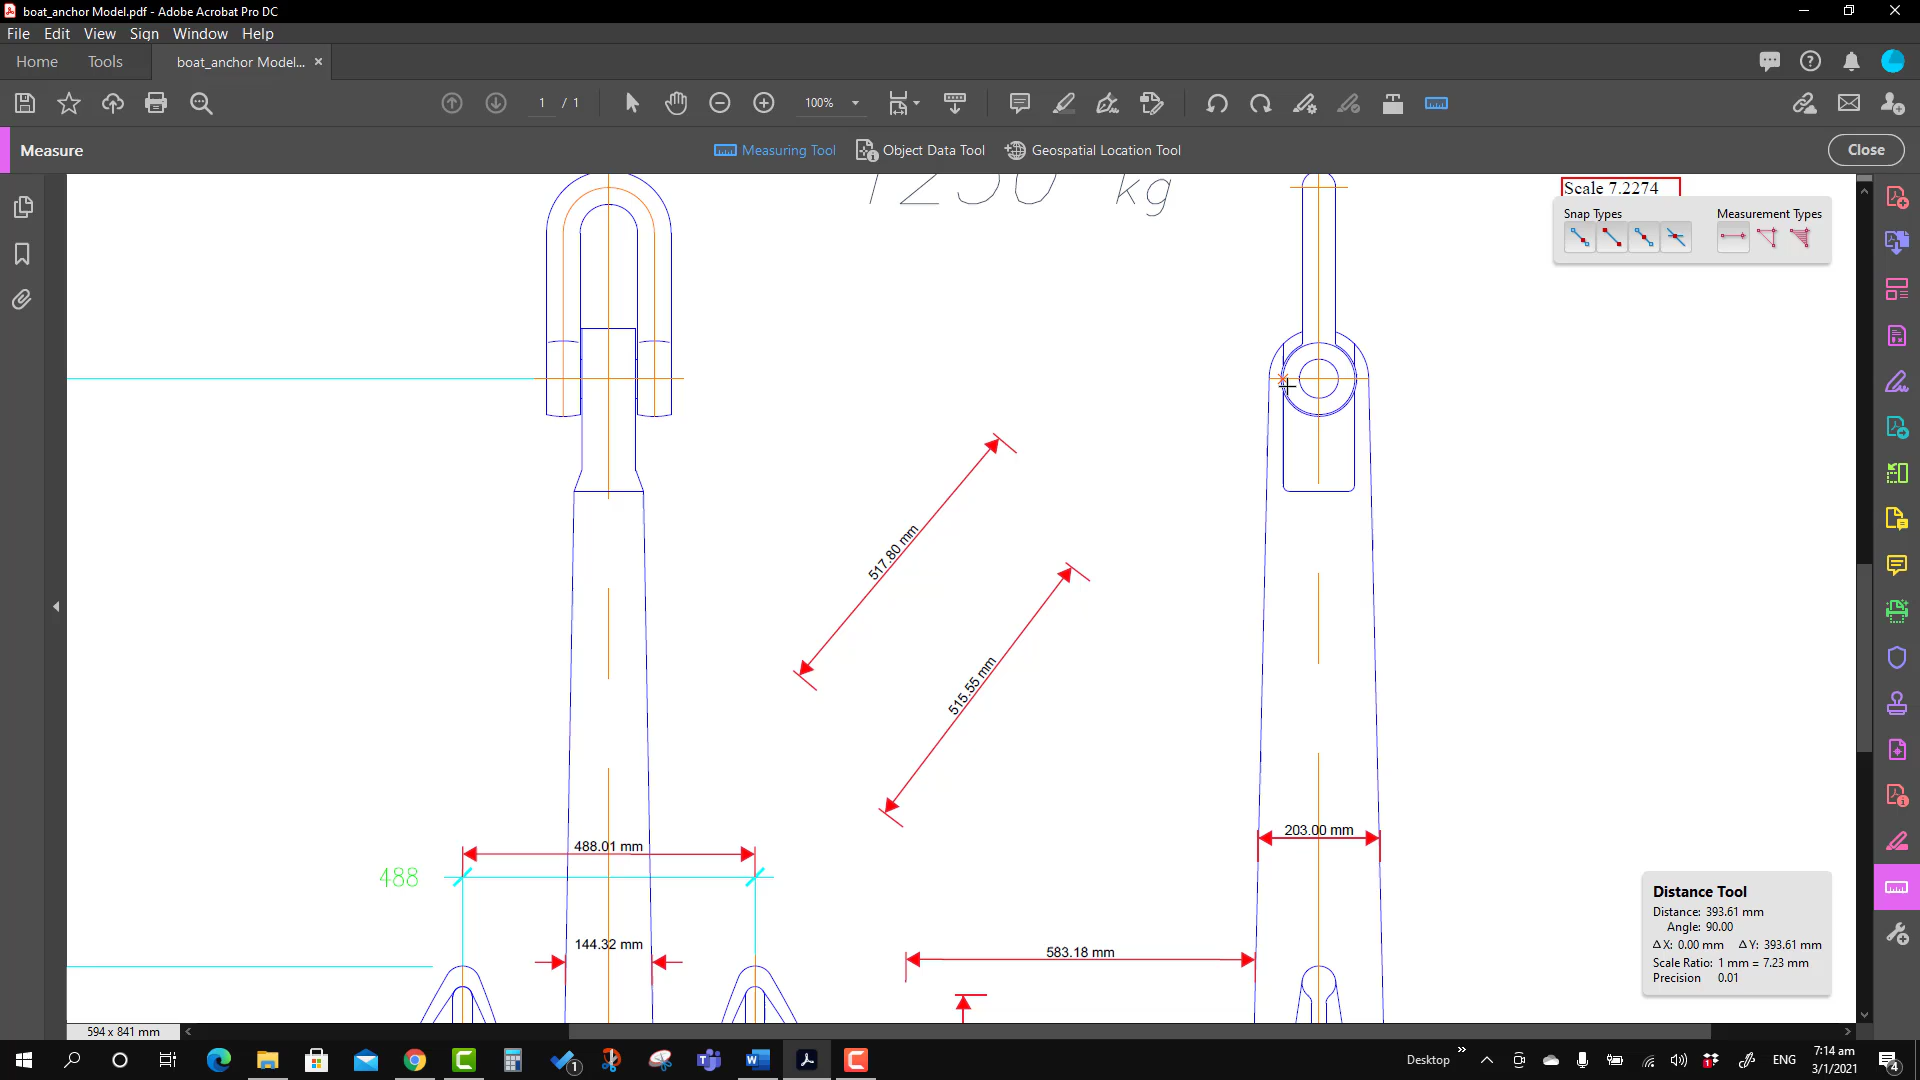 boat_anchor Model.pdf - Adobe Acrobat Pro DC
File Edit View Sign Window Help
Home Tools boat_anchor Model... ×
1 / 1 100%
Measure Measuring Tool Object Data Tool Geospatial Location Tool Close
1250 kg
Scale 7.2274
Snap Types Measurement Types
517.80 mm
515.55 mm
203.00 mm
488.01 mm
488
144.32 mm
583.18 mm
Distance Tool
Distance: 393.61 mm
Angle: 90.00
Δ X: 0.00 mm Δ Y: 393.61 mm
Scale Ratio: 1 mm = 7.23 mm
Precision 0.01
594 x 841 mm
1
Desktop » ENG 7:14 am
3/1/2021
4